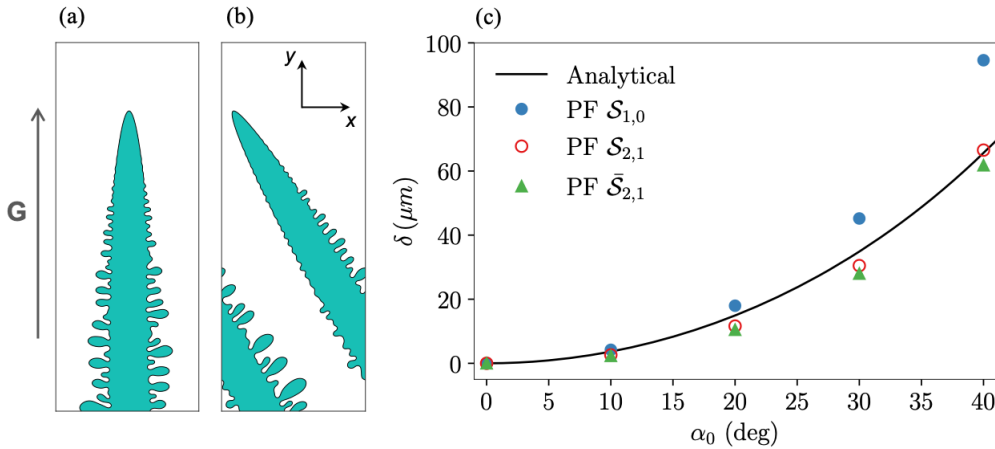 (a)
(b)
(c)
G
y
x
Analytical
PF 𝒮₁,₀
PF 𝒮₂,₁
PF 𝒮̄₂,₁
δ (μm)
100
80
60
40
20
0
0 5 10 15 20 25 30 35 40
α₀ (deg)